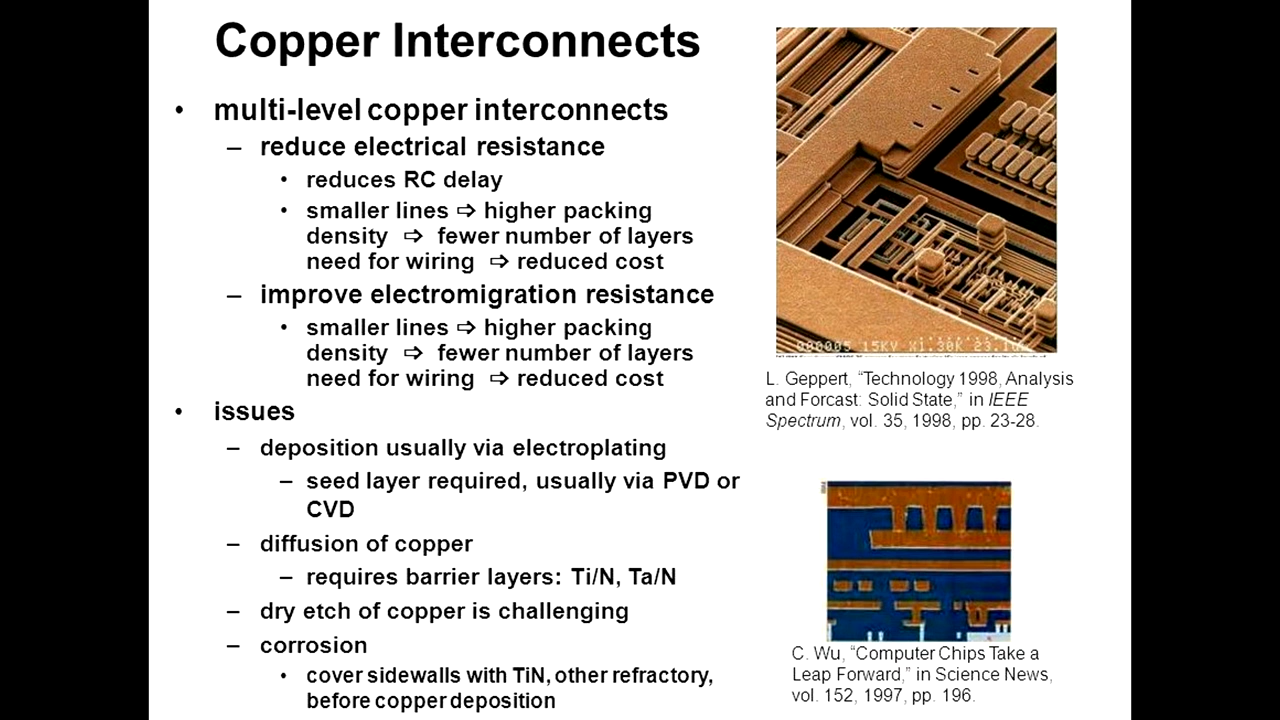 Copper Interconnects
• multi-level copper interconnects
– reduce electrical resistance
• reduces RC delay
• smaller lines ⇨ higher packing
density ⇨ fewer number of layers
need for wiring ⇨ reduced cost
– improve electromigration resistance
• smaller lines ⇨ higher packing
density ⇨ fewer number of layers
need for wiring ⇨ reduced cost
• issues
– deposition usually via electroplating
– seed layer required, usually via PVD or
CVD
– diffusion of copper
– requires barrier layers: Ti/N, Ta/N
– dry etch of copper is challenging
– corrosion
• cover sidewalls with TiN, other refractory,
before copper deposition
15KV X1.30K
L. Geppert, “Technology 1998, Analysis
and Forcast: Solid State,” in IEEE
Spectrum, vol. 35, 1998, pp. 23-28.
C. Wu, “Computer Chips Take a
Leap Forward,” in Science News,
vol. 152, 1997, pp. 196.